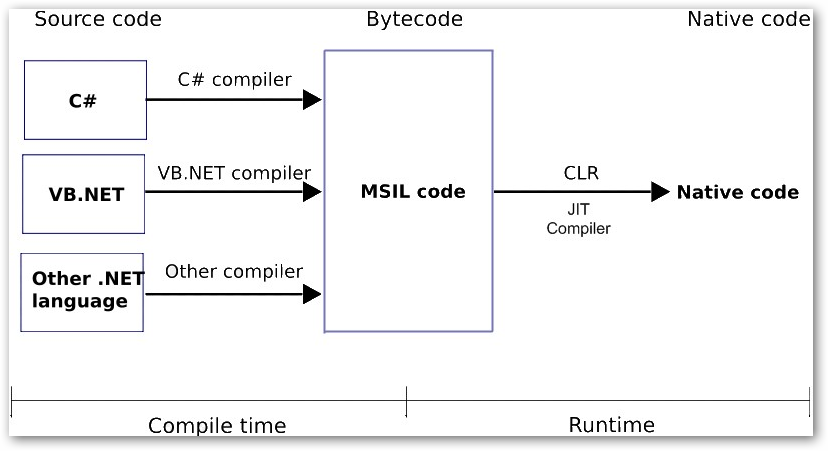 Source code
Bytecode
Native code
C#
C# compiler
VB.NET
VB.NET compiler
Other .NET
language
Other compiler
MSIL code
CLR
JIT
Compiler
Native code
Compile time
Runtime